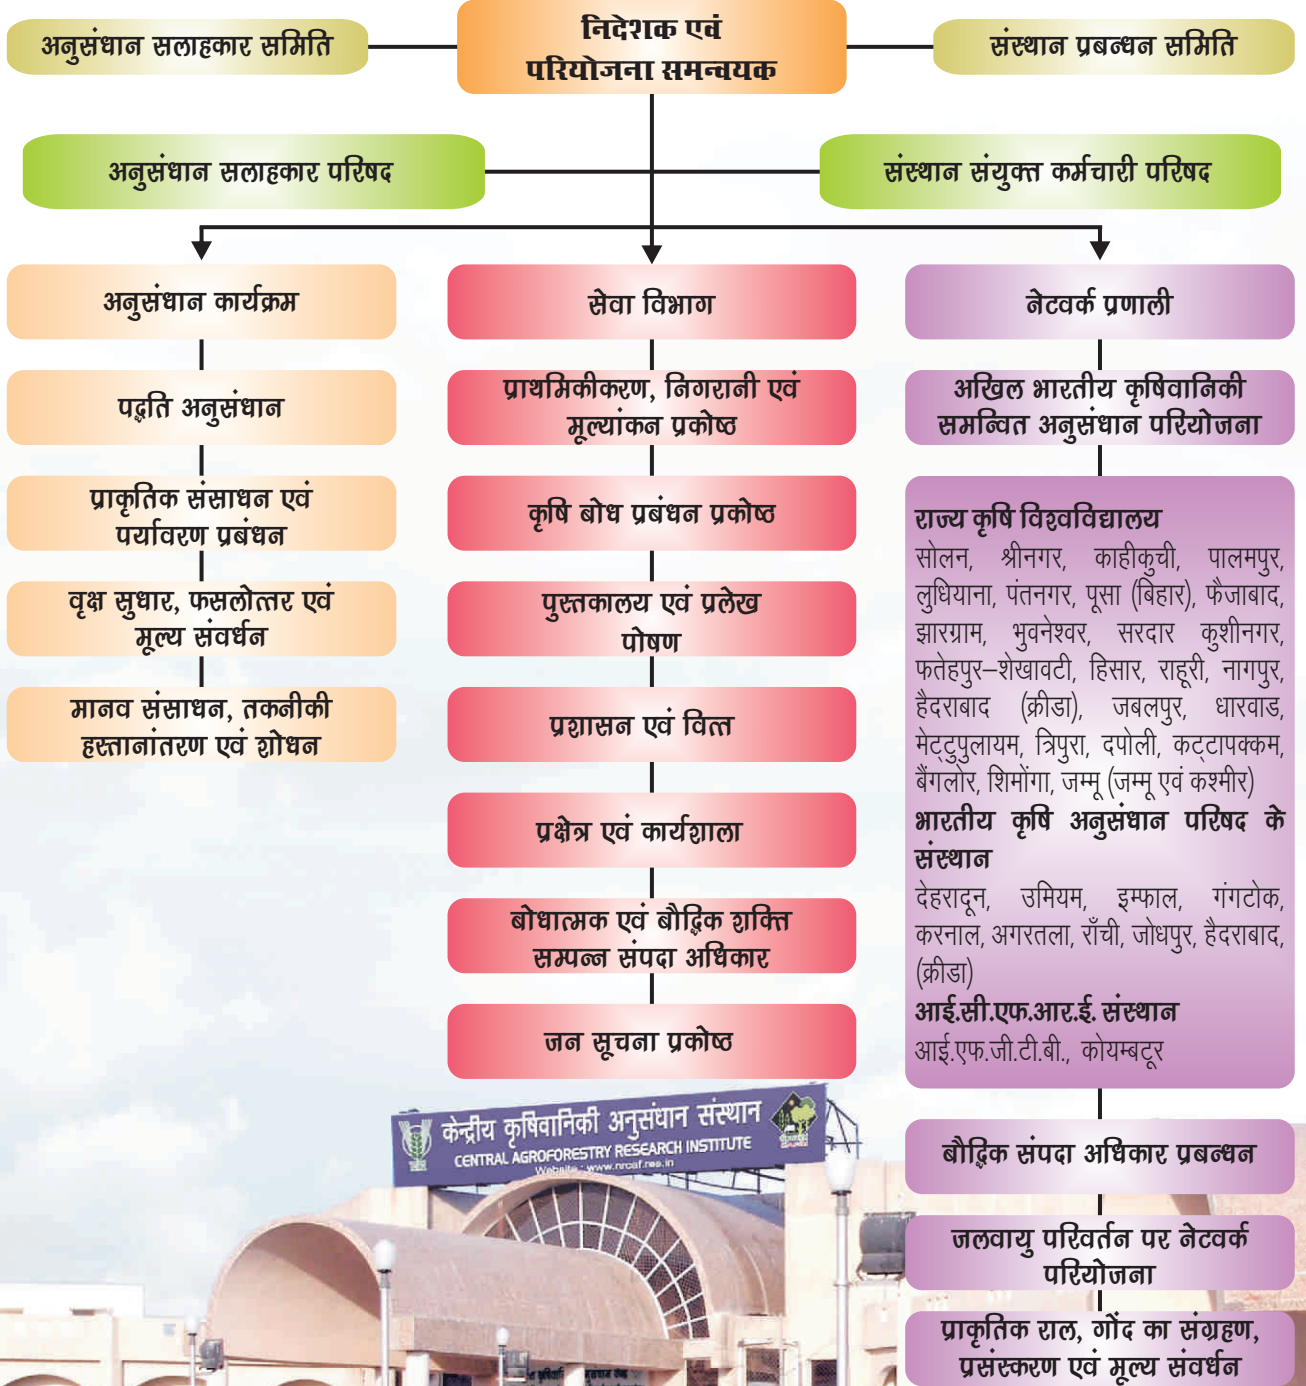 अनुसंधान सलाहकार समिति
निदेशक एवं
परियोजना समन्वयक
संस्थान प्रबन्धन समिति
अनुसंधान सलाहकार परिषद
संस्थान संयुक्त कर्मचारी परिषद
अनुसंधान कार्यक्रम
पद्धति अनुसंधान
प्राकृतिक संसाधन एवं
पर्यावरण प्रबंधन
वृक्ष सुधार, फसलोत्तर एवं
मूल्य संवर्धन
मानव संसाधन, तकनीकी
हस्तानांतरण एवं शोधन
सेवा विभाग
प्राथमिकीकरण, निगरानी एवं
मूल्यांकन प्रकोष्ठ
कृषि बोध प्रबंधन प्रकोष्ठ
पुस्तकालय एवं प्रलेख
पोषण
प्रशासन एवं वित्त
प्रक्षेत्र एवं कार्यशाला
बोधात्मक एवं बौद्धिक शक्ति
सम्पन्न संपदा अधिकार
जन सूचना प्रकोष्ठ
नेटवर्क प्रणाली
अखिल भारतीय कृषिवानिकी
समन्वित अनुसंधान परियोजना
राज्य कृषि विश्वविद्यालय
सोलन, श्रीनगर, काहीकुची, पालमपुर,
लुधियाना, पंतनगर, पूसा (बिहार), फैजाबाद,
झारग्राम, भुवनेश्वर, सरदार कुशीनगर,
फतेहपुर–शेखावटी, हिसार, राहूरी, नागपुर,
हैदराबाद (क्रीडा), जबलपुर, धारवाड,
मेट्टुपुलायम, त्रिपुरा, दपोली, कट्टापक्कम,
बैंगलोर, शिमोंगा, जम्मू (जम्मू एवं कश्मीर)
भारतीय कृषि अनुसंधान परिषद के
संस्थान
देहरादून, उमियम, इम्फाल, गंगटोक,
करनाल, अगरतला, राँची, जोधपुर, हैदराबाद,
(क्रीडा)
आई.सी.एफ.आर.ई. संस्थान
आई.एफ.जी.टी.बी., कोयम्बटूर
बौद्धिक संपदा अधिकार प्रबन्धन
जलवायु परिवर्तन पर नेटवर्क
परियोजना
प्राकृतिक राल, गोंद का संग्रहण,
प्रसंस्करण एवं मूल्य संवर्धन
केन्द्रीय कृषिवानिकी अनुसंधान संस्थान
CENTRAL AGROFORESTRY RESEARCH INSTITUTE
Website : www.nrcaf.res.in